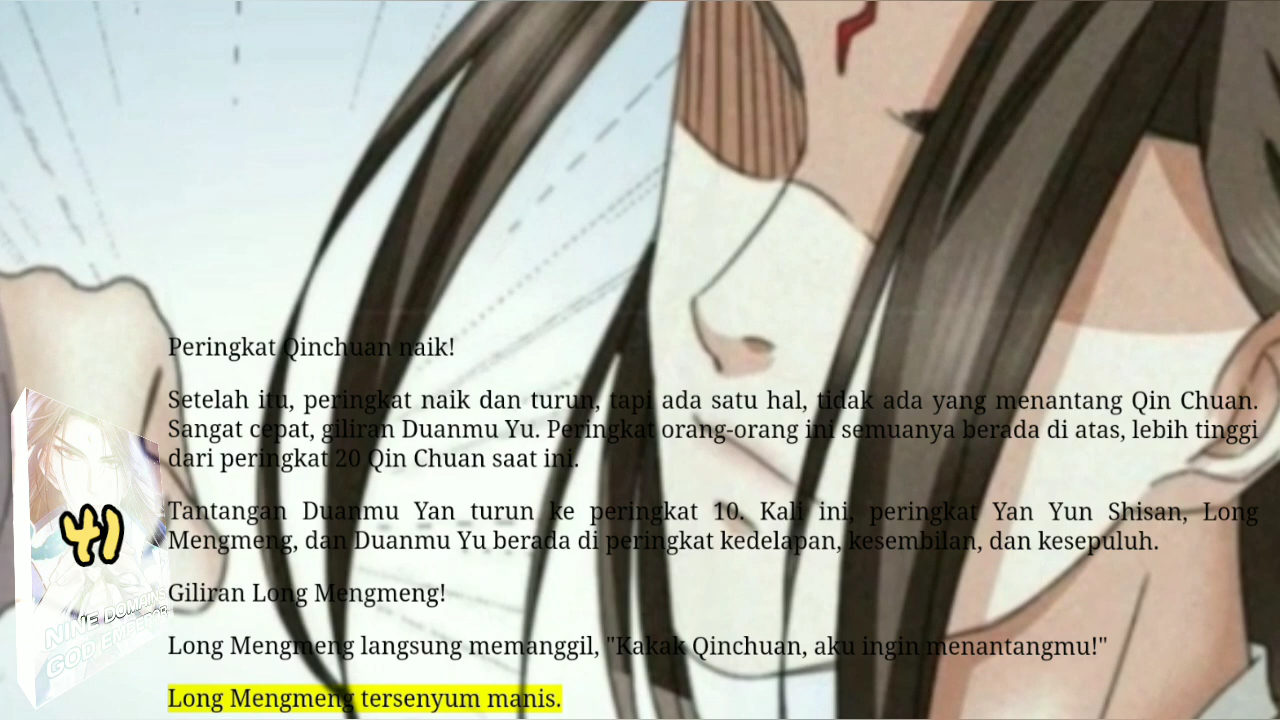 Peringkat Qinchuan naik!
Setelah itu, peringkat naik dan turun, tapi ada satu hal, tidak ada yang menantang Qin Chuan.
Sangat cepat, giliran Duanmu Yu. Peringkat orang-orang ini semuanya berada di atas, lebih tinggi
dari peringkat 20 Qin Chuan saat ini.
Tantangan Duanmu Yan turun ke peringkat 10. Kali ini, peringkat Yan Yun Shisan, Long
Mengmeng, dan Duanmu Yu berada di peringkat kedelapan, kesembilan, dan kesepuluh.
Giliran Long Mengmeng!
Long Mengmeng langsung memanggil, "Kakak Qinchuan, aku ingin menantangmu!"
Long Mengmeng tersenyum manis.
41
NINE DOMAINS
GOD EMPEROR